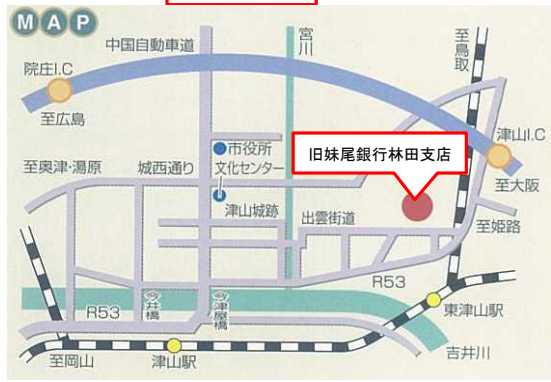 MAP
中国自動車道
宮川
至鳥取
院庄I.C
至広島
市役所
津山I.C
旧妹尾銀行林田支店
至奥津・湯原
城西通り
文化センター
至大阪
津山城跡
出雲街道
至姫路
R53
R53
今井橋
今津屋橋
東津山駅
至岡山
津山駅
吉井川